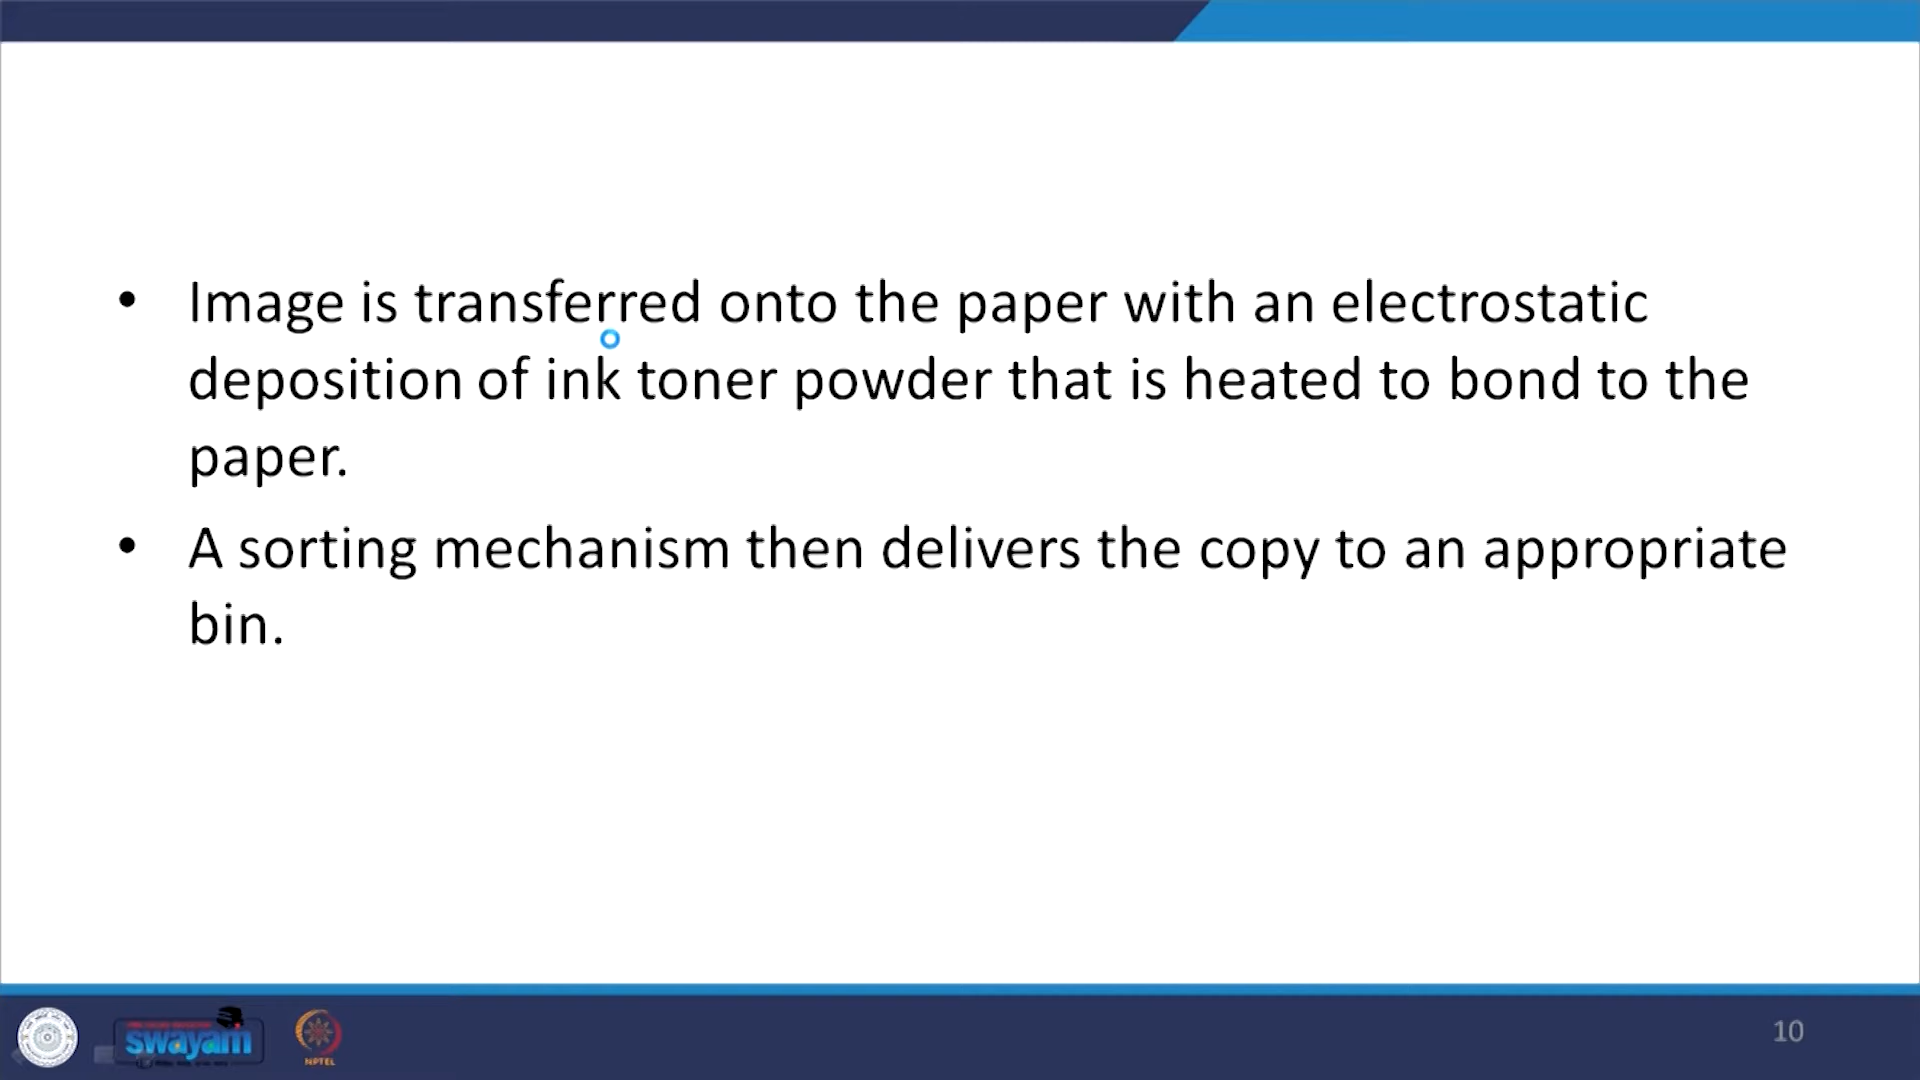 • Image is transferred onto the paper with an electrostatic
deposition of ink toner powder that is heated to bond to the
paper.
• A sorting mechanism then delivers the copy to an appropriate
bin.
swayam
NPTEL
10